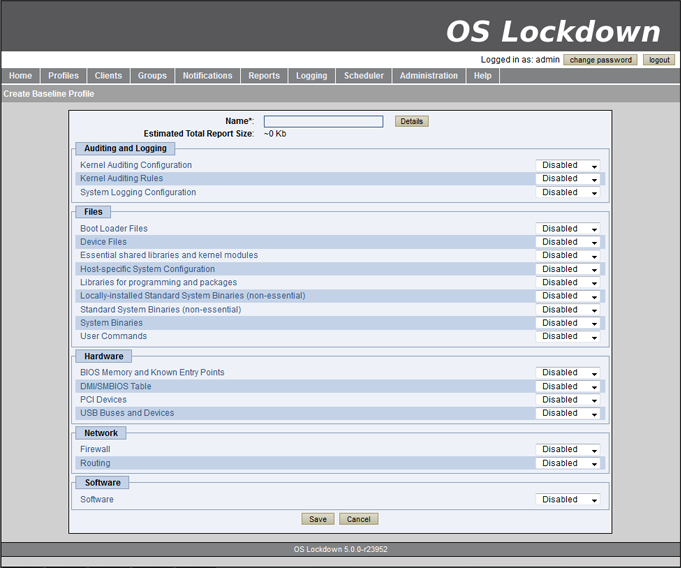 OS Lockdown
Logged in as: admin change password logout
Home Profiles Clients Groups Notifications Reports Logging Scheduler Administration Help
Create Baseline Profile
Name*: Details
Estimated Total Report Size: ~0 Kb
Auditing and Logging
Kernel Auditing Configuration Disabled
Kernel Auditing Rules Disabled
System Logging Configuration Disabled
Files
Boot Loader Files Disabled
Device Files Disabled
Essential shared libraries and kernel modules Disabled
Host-specific System Configuration Disabled
Libraries for programming and packages Disabled
Locally-installed Standard System Binaries (non-essential) Disabled
Standard System Binaries (non-essential) Disabled
System Binaries Disabled
User Commands Disabled
Hardware
BIOS Memory and Known Entry Points Disabled
DMI/SMBIOS Table Disabled
PCI Devices Disabled
USB Buses and Devices Disabled
Network
Firewall Disabled
Routing Disabled
Software
Software Disabled
Save Cancel
OS Lockdown 5.0.0-r23952